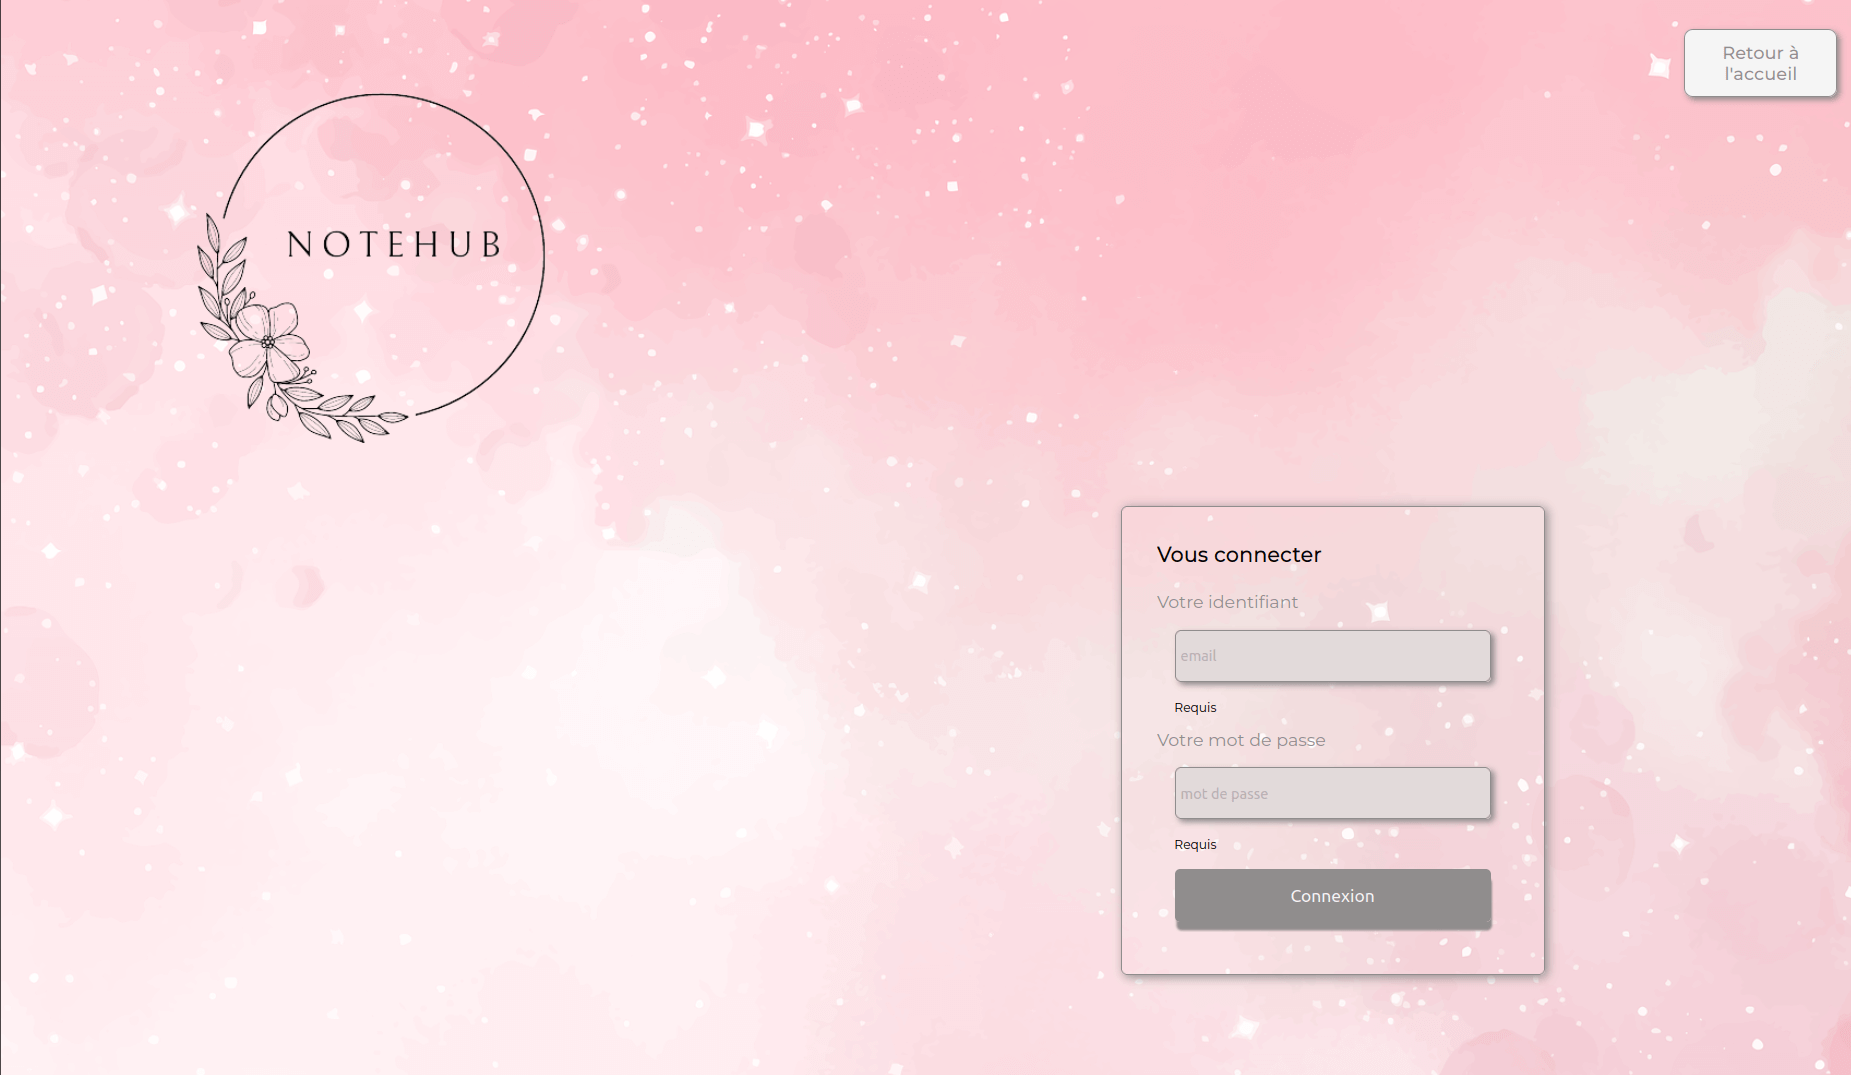 Retour à
l'accueil
NOTEHUB
Vous connecter
Votre identifiant
email
Requis
Votre mot de passe
mot de passe
Requis
Connexion